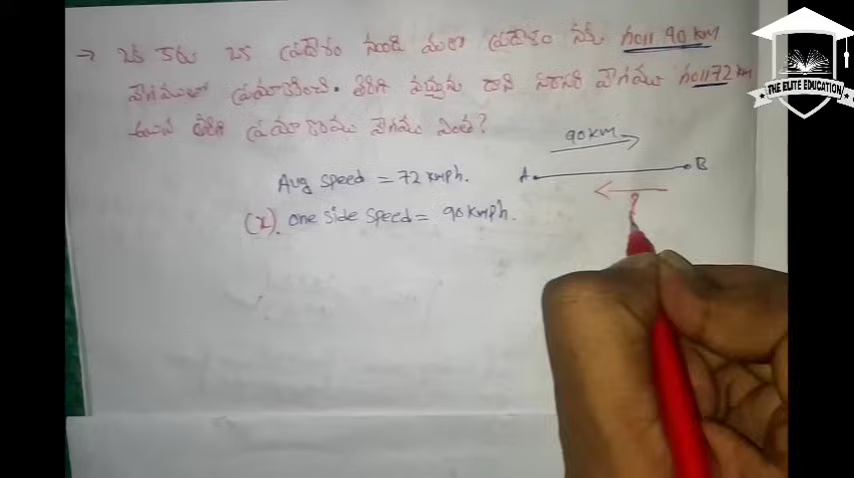 → ఒక కారు ఒక ప్రదేశం నుండి మరో ప్రదేశం నకు గం॥ 90 km
వేగముతో ప్రయాణించి. తిరిగి వచ్చును దాని సరాసరి వేగము గం॥ 72 km
అయిన తిరిగి ప్రయాణము వేగము ఎంత?
90 KM
A B
Avg speed = 72 kmph.
(x). one side speed = 90 kmph.
?
THE ELITE EDUCATION